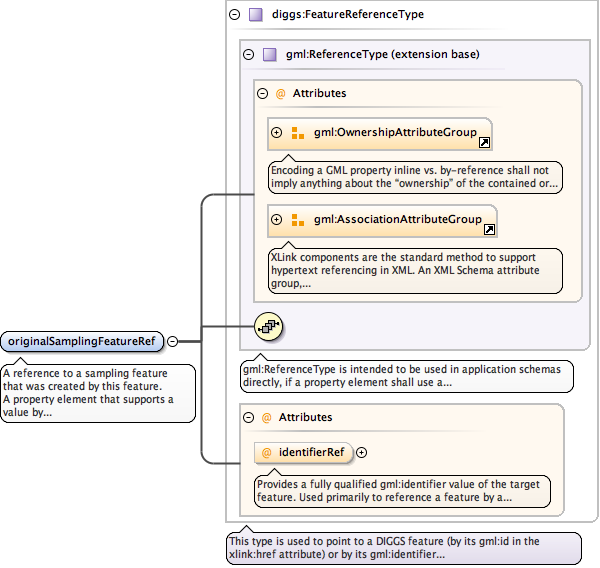 diggs:FeatureReferenceType
gml:ReferenceType (extension base)
@ Attributes
gml:OwnershipAttributeGroup
Encoding a GML property inline vs. by-reference shall not
imply anything about the “ownership” of the contained or...
gml:AssociationAttributeGroup
XLink components are the standard method to support
hypertext referencing in XML. An XML Schema attribute
group,...
originalSamplingFeatureRef
A reference to a sampling feature
that was created by this feature.
A property element that supports a
value by...
gml:ReferenceType is intended to be used in application schemas
directly, if a property element shall use a...
@ Attributes
@ identifierRef
Provides a fully qualified gml:identifier value of the target
feature. Used primarily to reference a feature by a...
This type is used to point to a DIGGS feature (by its gml:id in the
xlink:href attribute) or by its gml:identifier...